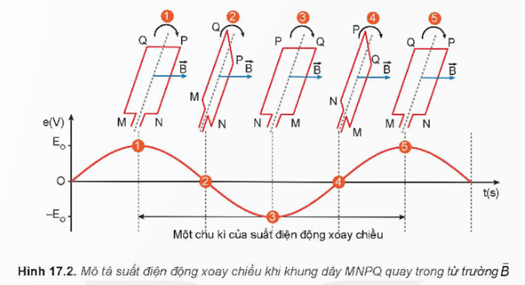 1 2 3 4 5
Q P Q P P Q P Q Q P
B B B B B
M N M N N M N M M N
e(V)
E₀
O
−E₀
1 2 3 4 5
t(s)
Một chu kì của suất điện động xoay chiều
Hình 17.2. Mô tả suất điện động xoay chiều khi khung dây MNPQ quay trong từ trường B⃗